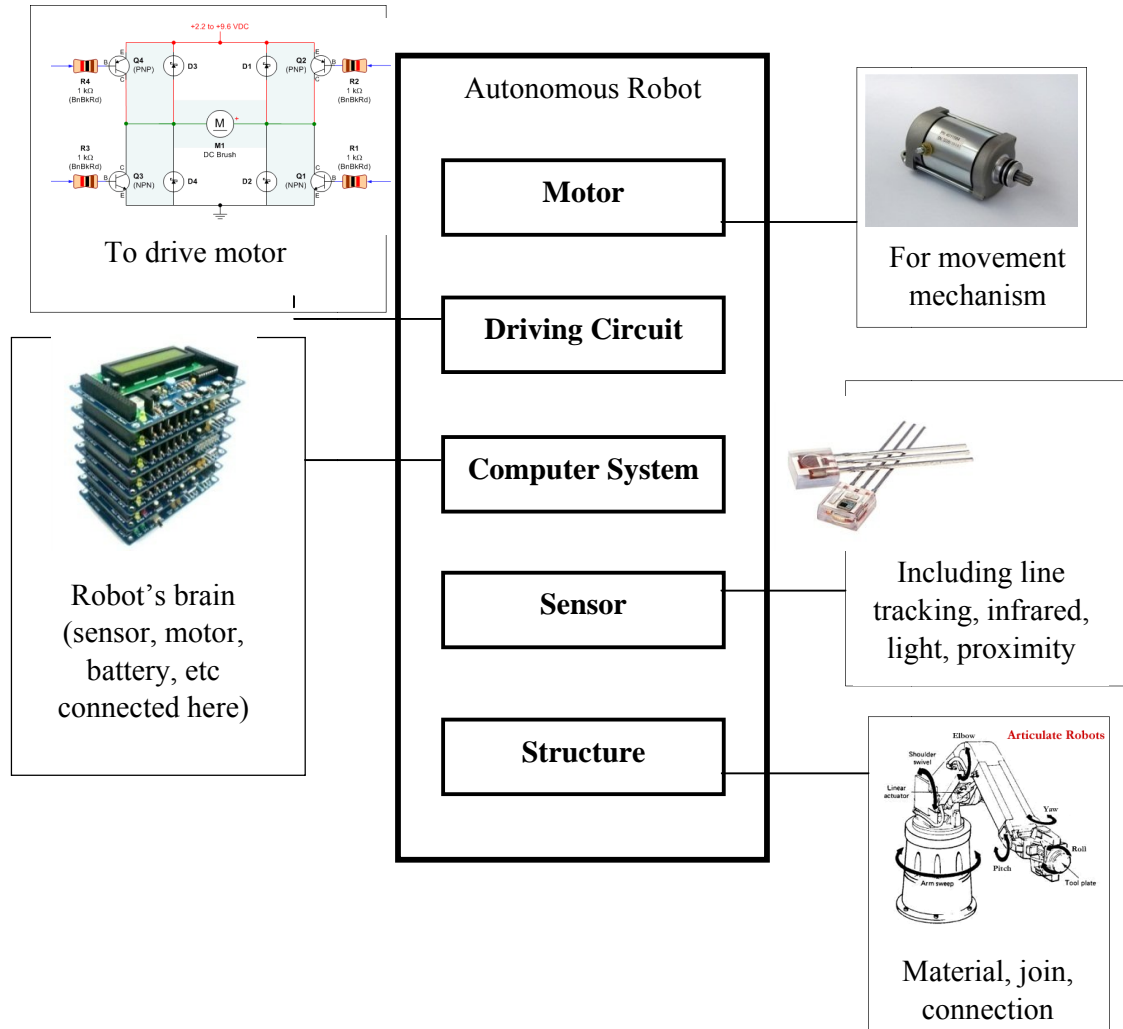 +2.2 to +9.6 VDC
E
Q4
(PNP)
B
C
R4
1 kΩ
(BnBkRd)
D3
D1
E
Q2
(PNP)
B
C
R2
1 kΩ
(BnBkRd)
M
+
M1
DC Brush
R3
1 kΩ
(BnBkRd)
C
B
Q3
(NPN)
E
D4
D2
C
Q1
(NPN)
B
E
R1
1 kΩ
(BnBkRd)
To drive motor
Autonomous Robot
Motor
Driving Circuit
Computer System
Sensor
Structure
For movement
mechanism
Robot’s brain
(sensor, motor,
battery, etc
connected here)
Including line
tracking, infrared,
light, proximity
Articulate Robots
Elbow
Shoulder
swivel
Linear
actuator
Yaw
Roll
Pitch
Tool plate
Arm sweep
Material, join,
connection